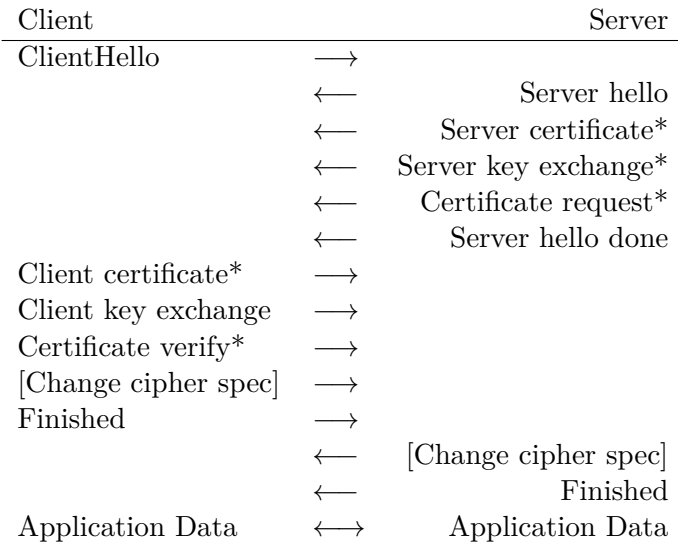 Client Server
ClientHello ⟶
⟵ Server hello
⟵ Server certificate*
⟵ Server key exchange*
⟵ Certificate request*
⟵ Server hello done
Client certificate* ⟶
Client key exchange ⟶
Certificate verify* ⟶
[Change cipher spec] ⟶
Finished ⟶
⟵ [Change cipher spec]
⟵ Finished
Application Data ⟷ Application Data